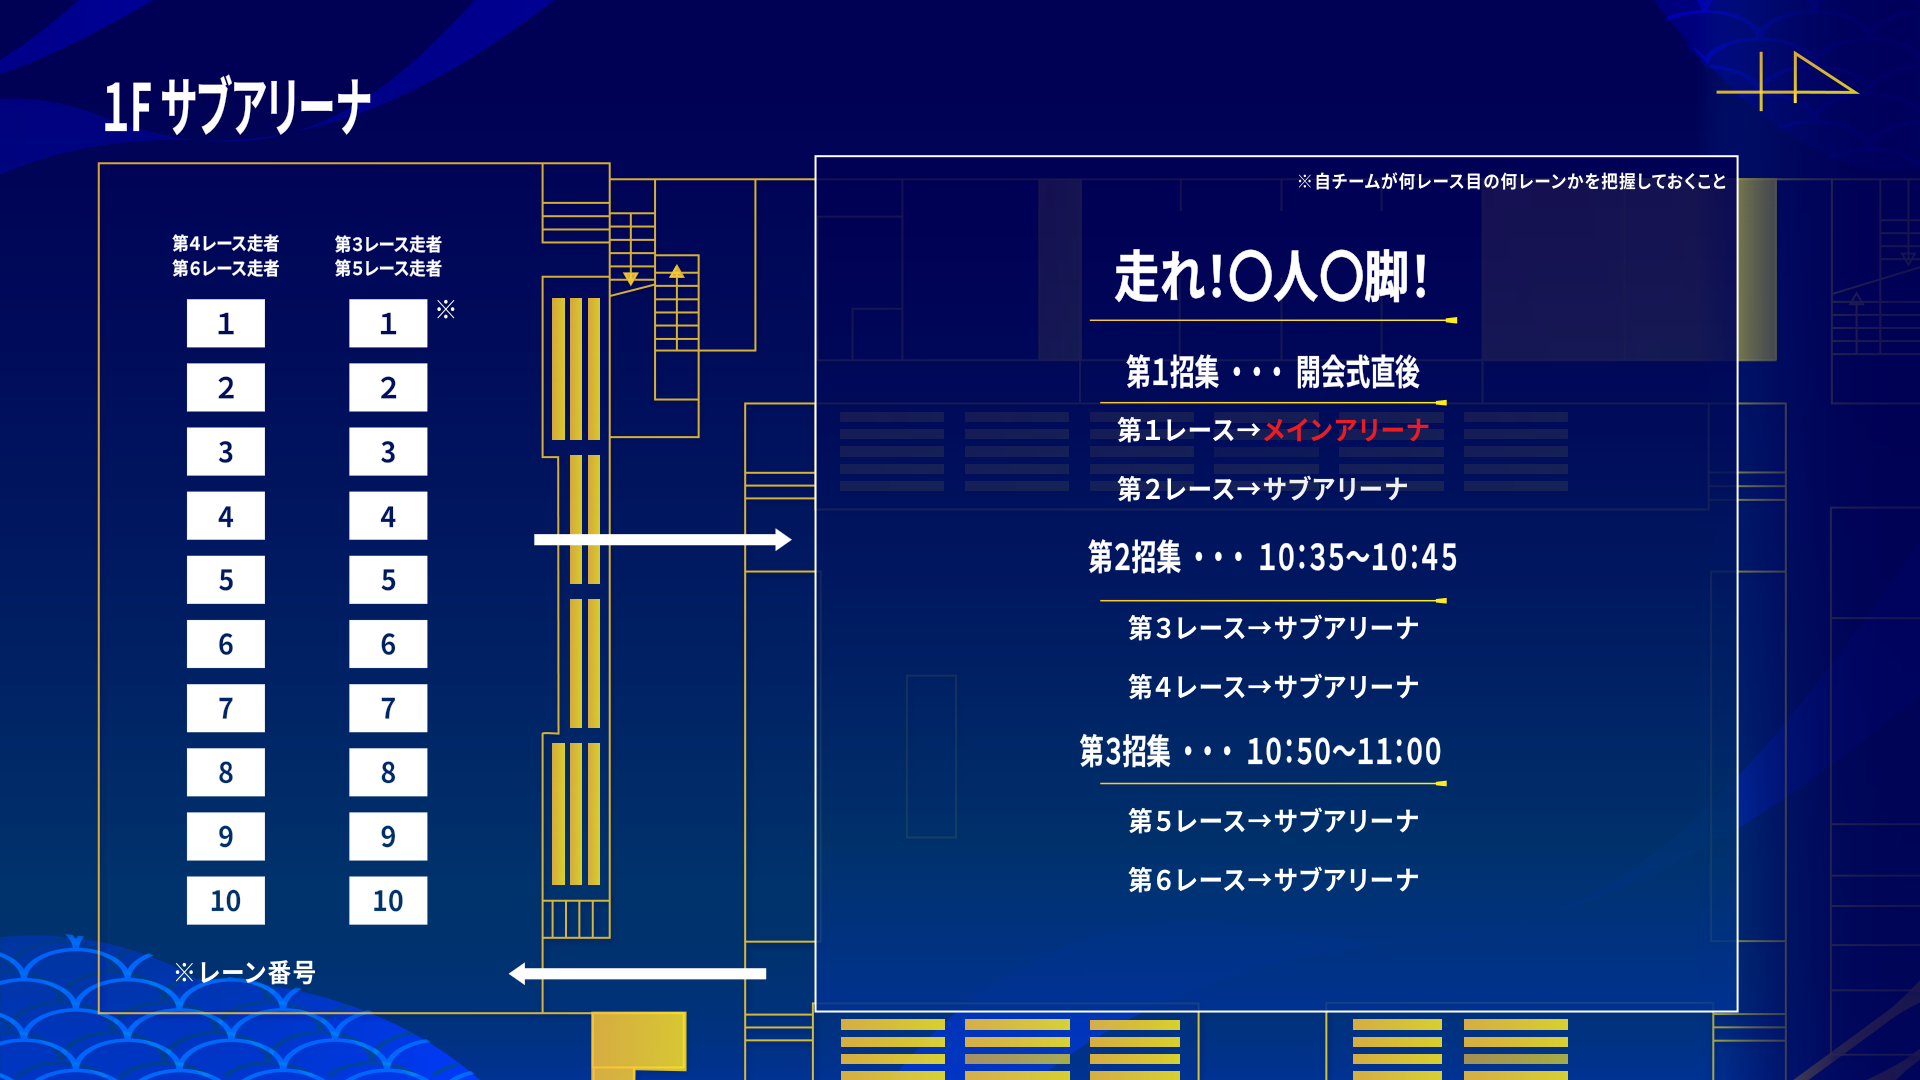 1F サブアリーナ
※自チームが何レース目の何レーンかを把握しておくこと
第4レース走者
第6レース走者
1
2
3
4
5
6
7
8
9
10
第3レース走者
第5レース走者
1
※
2
3
4
5
6
7
8
9
10
※レーン番号
走れ!〇人〇脚!
第1招集 ・・・ 開会式直後
第1レース→メインアリーナ
第2レース→サブアリーナ
第2招集 ・・・ 10:35〜10:45
第3レース→サブアリーナ
第4レース→サブアリーナ
第3招集 ・・・ 10:50〜11:00
第5レース→サブアリーナ
第6レース→サブアリーナ